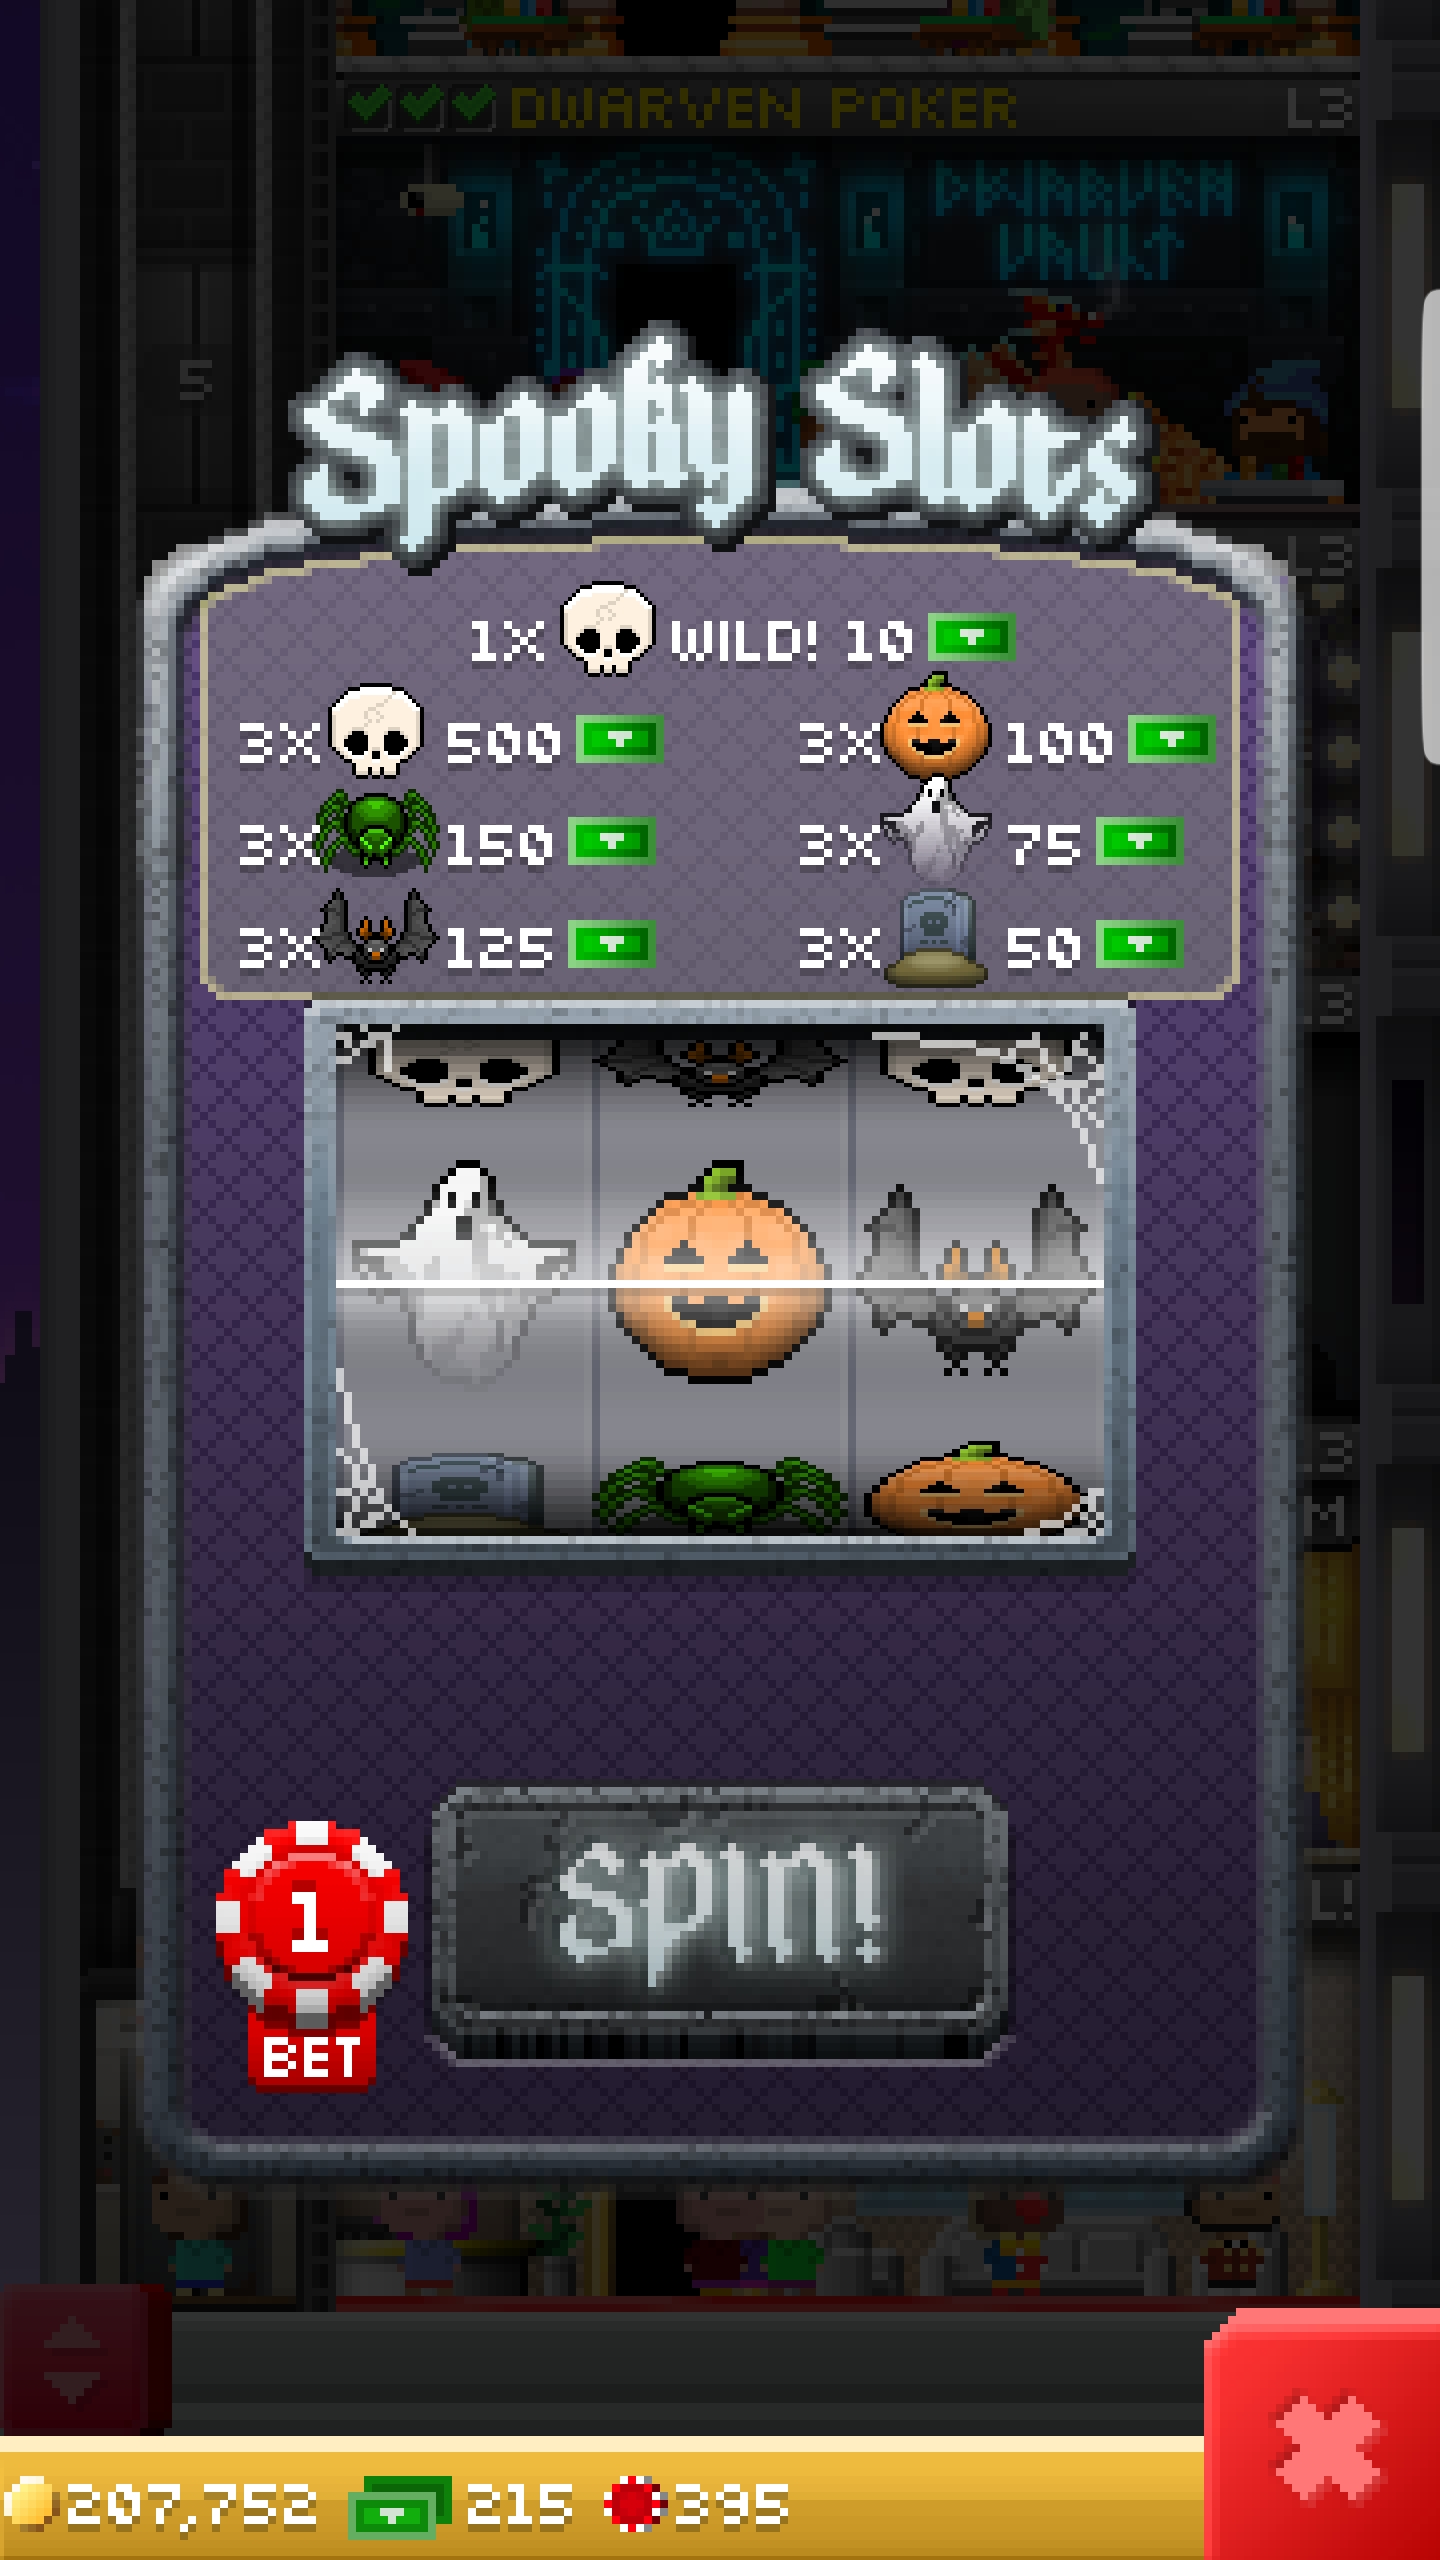 DWARVEN POKER L3
DWARVEN
VAULT
5
Spooky Slots
L3
1X WILD! 10
3X 500 3X 100
3X 150 3X 75
3X 125 3X 50
SPIN!
1
BET
207,752 215 395